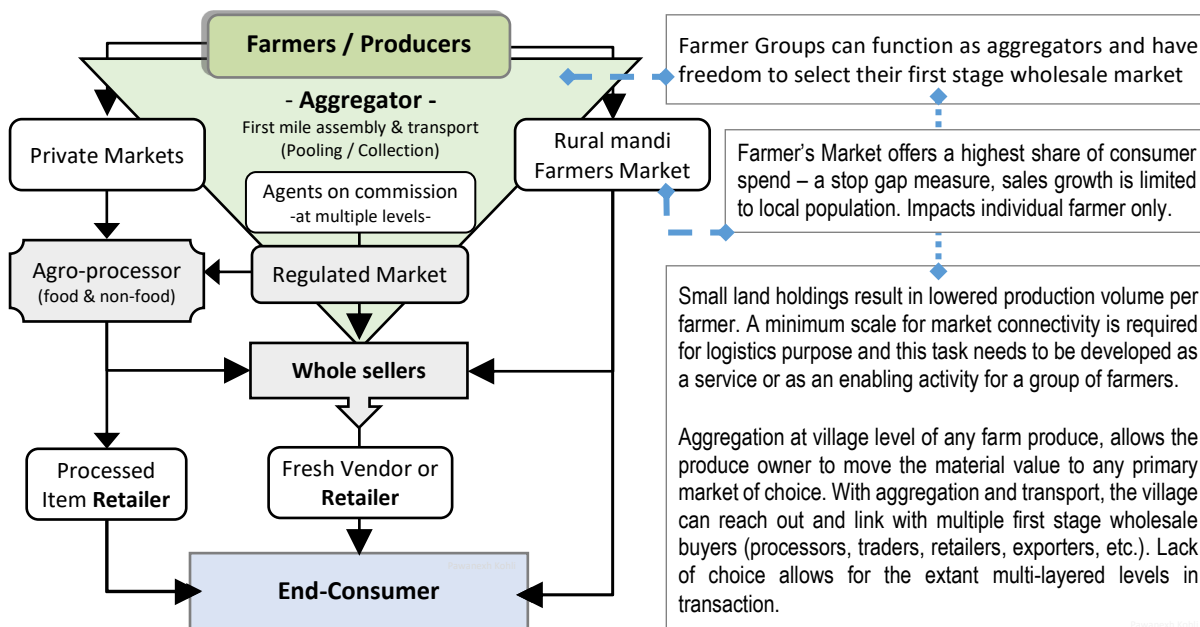 Farmers / Producers
- Aggregator -
First mile assembly & transport
(Pooling / Collection)
Private Markets
Rural mandi
Farmers Market
Agents on commission
-at multiple levels-
Agro-processor
(food & non-food)
Regulated Market
Whole sellers
Processed
Item Retailer
Fresh Vendor or
Retailer
End-Consumer
Farmer Groups can function as aggregators and have
freedom to select their first stage wholesale market
Farmer's Market offers a highest share of consumer
spend – a stop gap measure, sales growth is limited
to local population. Impacts individual farmer only.
Small land holdings result in lowered production volume per
farmer. A minimum scale for market connectivity is required
for logistics purpose and this task needs to be developed as
a service or as an enabling activity for a group of farmers.
Aggregation at village level of any farm produce, allows the
produce owner to move the material value to any primary
market of choice. With aggregation and transport, the village
can reach out and link with multiple first stage wholesale
buyers (processors, traders, retailers, exporters, etc.). Lack
of choice allows for the extant multi-layered levels in
transaction.